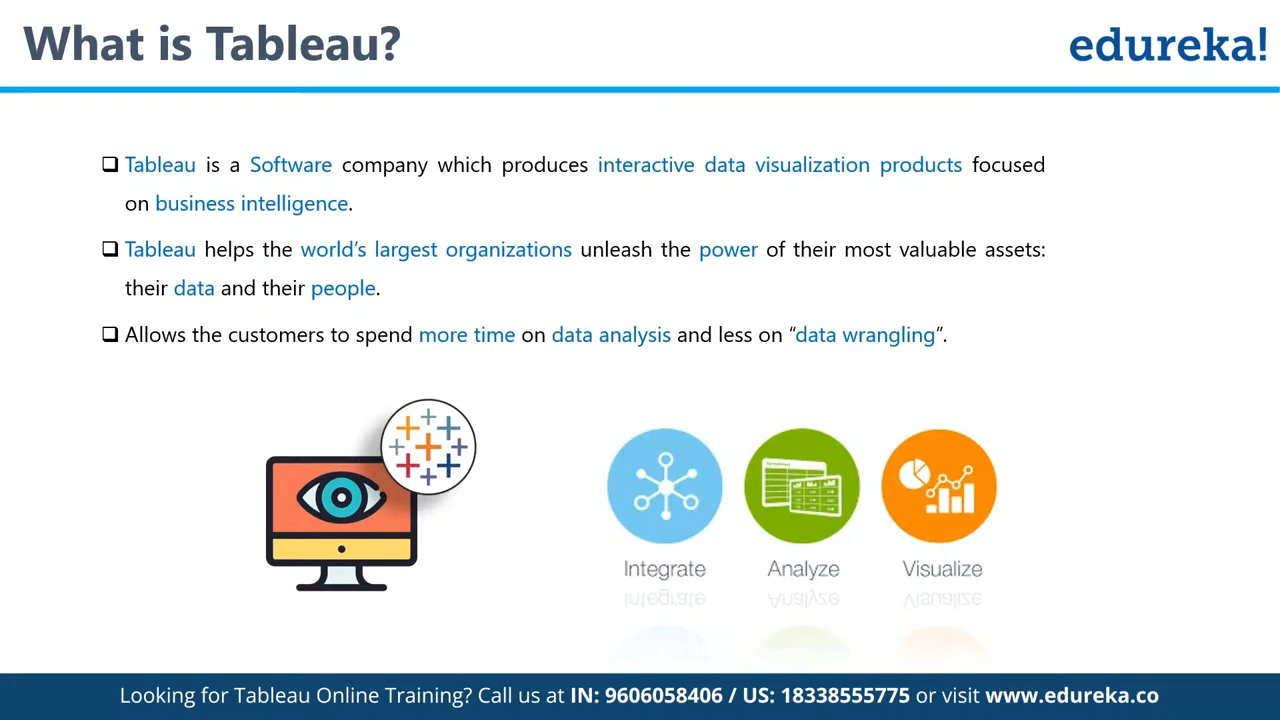 What is Tableau?
edureka!
Tableau is a Software company which produces interactive data visualization products focused
on business intelligence.
Tableau helps the world’s largest organizations unleash the power of their most valuable assets:
their data and their people.
Allows the customers to spend more time on data analysis and less on “data wrangling”.
Integrate
Analyze
Visualize
Looking for Tableau Online Training? Call us at IN: 9606058406 / US: 18338555775 or visit www.edureka.co